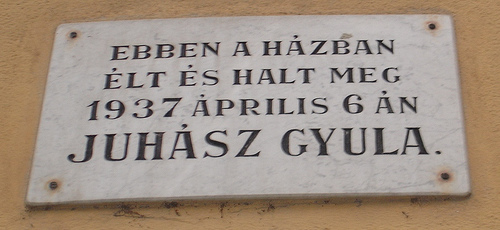 EBBEN A HÁZBAN
ÉLT ÉS HALT MEG
1937 ÁPRILIS 6 ÁN
JUHÁSZ GYULA.